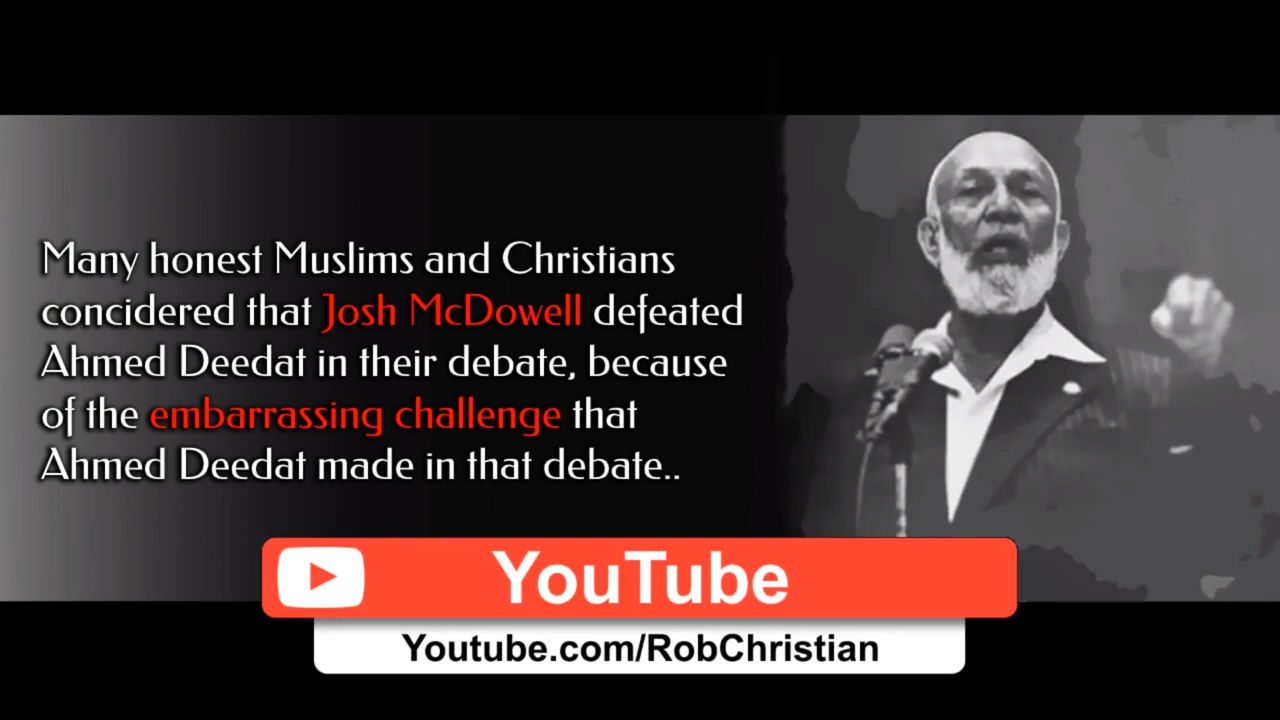 Many honest Muslims and Christians
concidered that Josh McDowell defeated
Ahmed Deedat in their debate, because
of the embarrassing challenge that
Ahmed Deedat made in that debate..
YouTube
Youtube.com/RobChristian